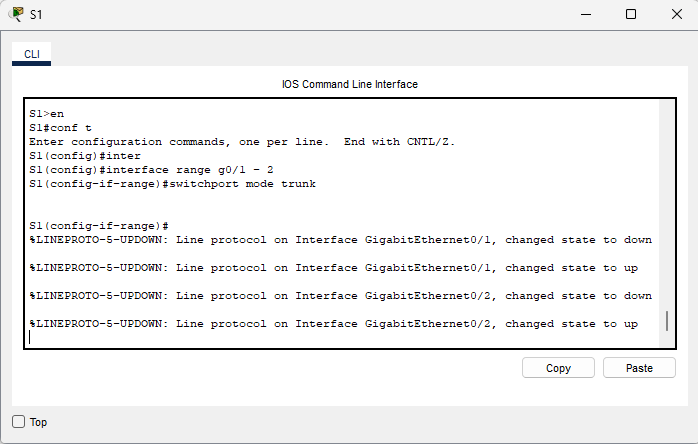 S1
CLI
IOS Command Line Interface
S1>en
S1#conf t
Enter configuration commands, one per line.  End with CNTL/Z.
S1(config)#inter
S1(config)#interface range g0/1 - 2
S1(config-if-range)#switchport mode trunk
S1(config-if-range)#
%LINEPROTO-5-UPDOWN: Line protocol on Interface GigabitEthernet0/1, changed state to down
%LINEPROTO-5-UPDOWN: Line protocol on Interface GigabitEthernet0/1, changed state to up
%LINEPROTO-5-UPDOWN: Line protocol on Interface GigabitEthernet0/2, changed state to down
%LINEPROTO-5-UPDOWN: Line protocol on Interface GigabitEthernet0/2, changed state to up
Copy Paste
Top